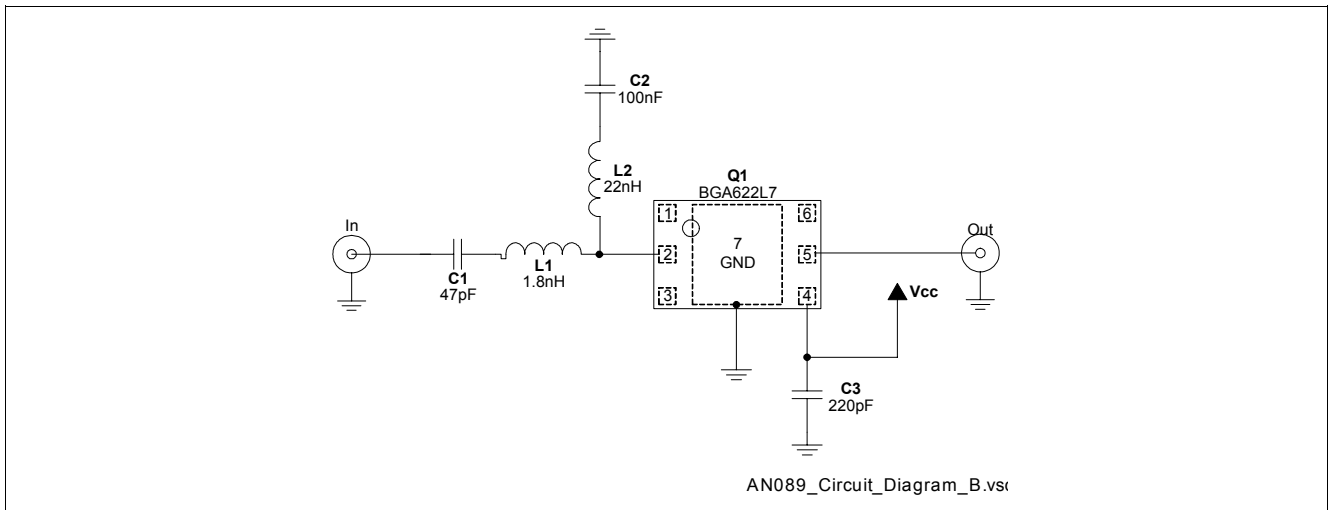 C2
100nF
L2
22nH
Q1
BGA622L7
In
1
6
2
7
GND
5
Out
3
4
C1
47pF
L1
1.8nH
Vcc
C3
220pF
AN089_Circuit_Diagram_B.vsd